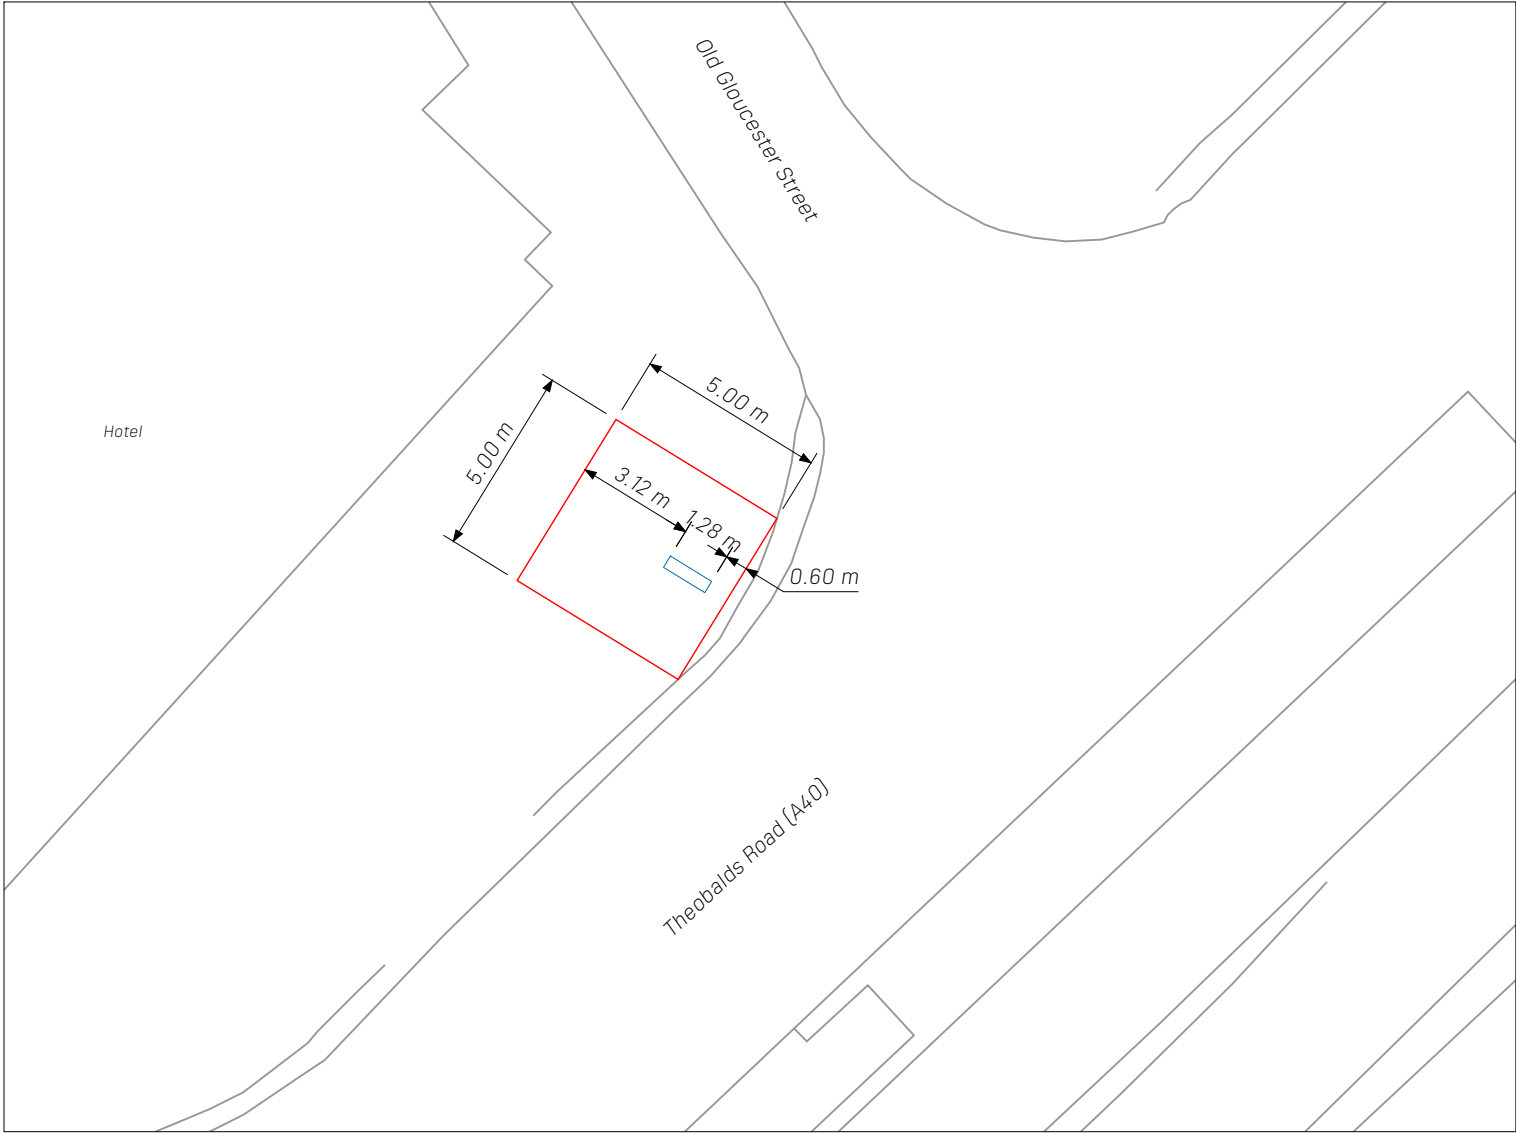 Old Gloucester Street
5.00 m
5.00 m
Hotel
3.12 m
1.28 m
0.60 m
Theobalds Road (A40)